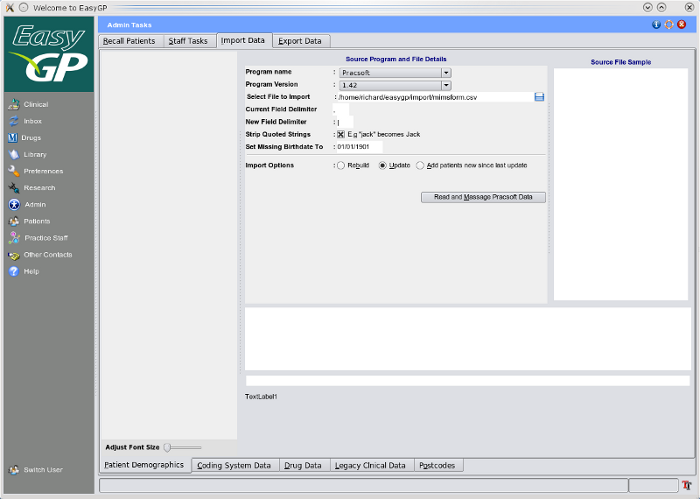 Welcome to EasyGP
Easy
GP
Admin Tasks
Recall Patients Staff Tasks Import Data Export Data
Source Program and File Details
Source File Sample
Program name : Pracsoft
Program Version : 1.42
Select File to Import : /home/richard/easygp/import/mimsform.csv
Current Field Delimiter : ,
New Field Delimiter : |
Strip Quoted Strings : E.g "jack" becomes Jack
Set Missing Birthdate To : 01/01/1901
Import Options : Rebuild Update Add patients new since last update
Read and Message Pracsoft Data
Clinical
Inbox
Drugs
Library
Preferences
Research
Admin
Patients
Practice Staff
Other Contacts
Help
TextLabel1
Adjust Font Size
Patient Demographics Coding System Data Drug Data Legacy Clinical Data Postcodes
Switch User